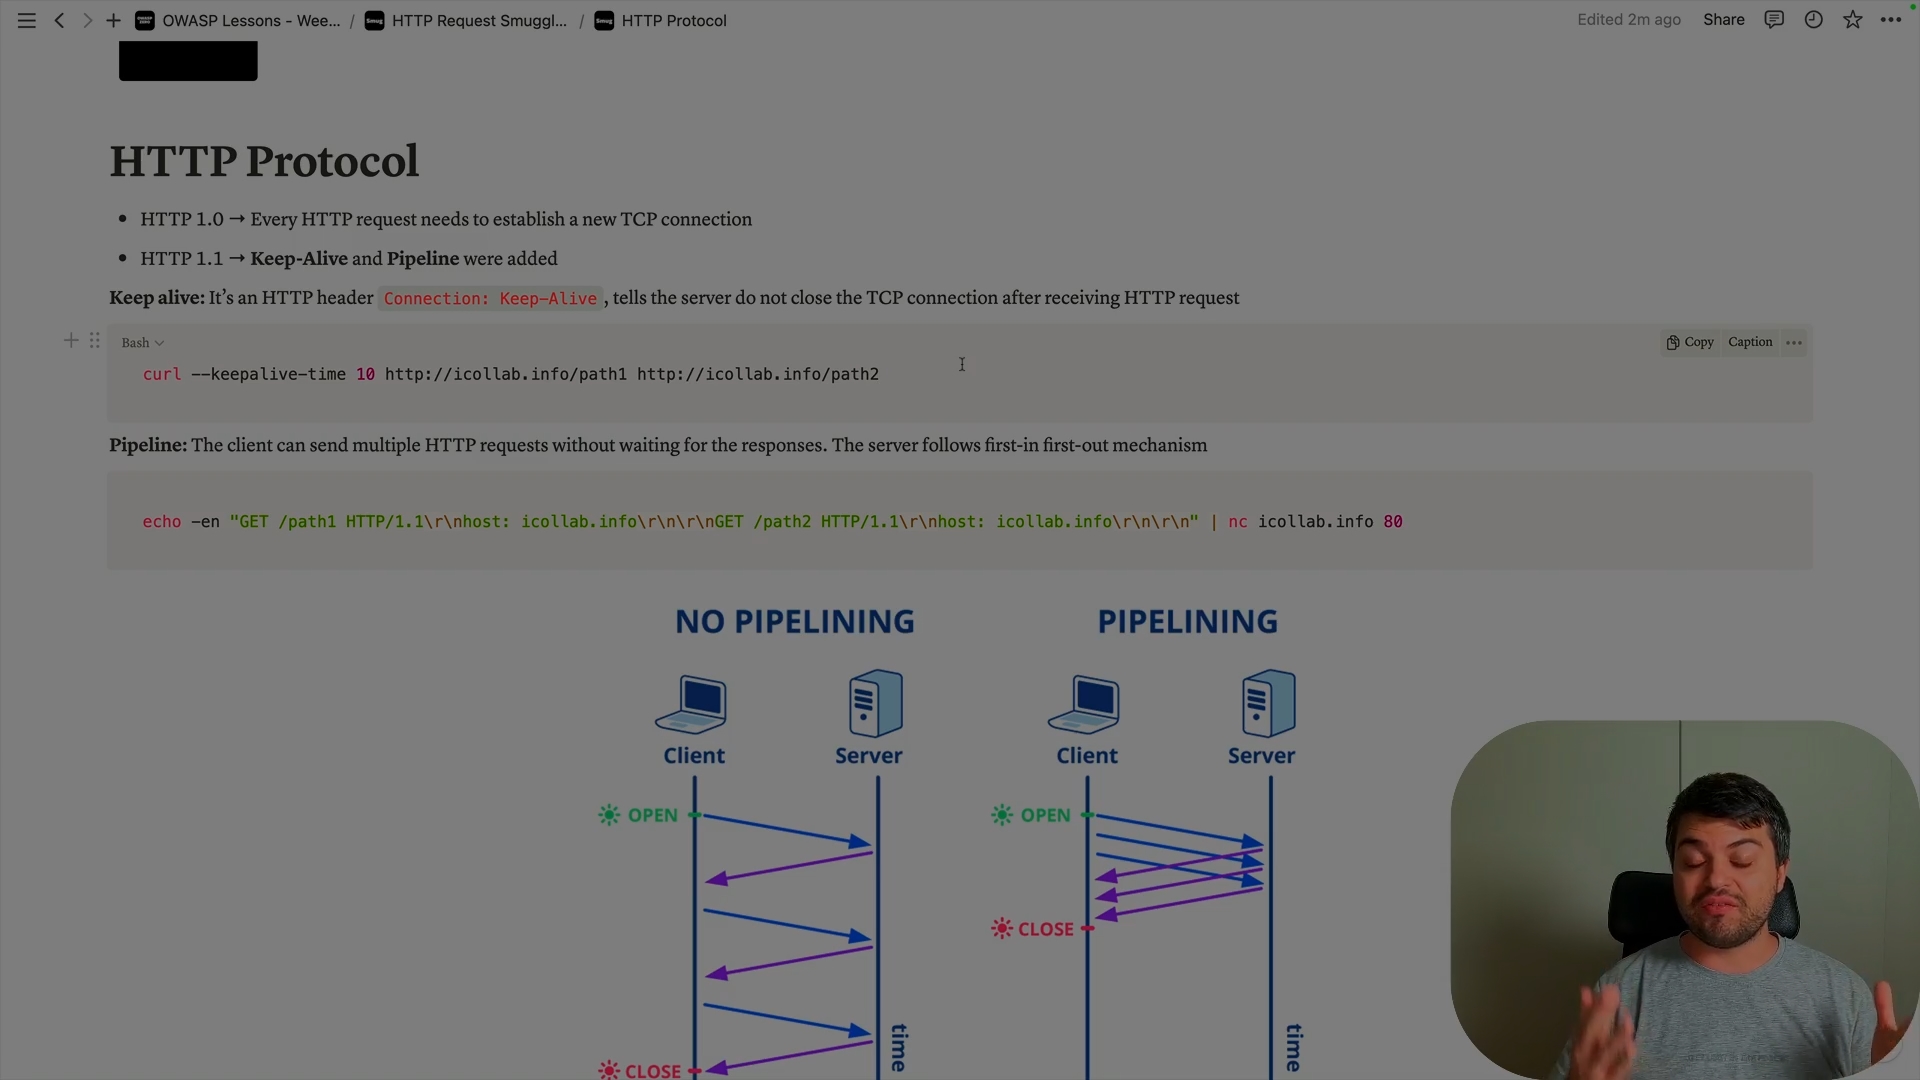 OWASP Lessons - Wee... / HTTP Request Smuggl... / HTTP Protocol
Edited 2m ago Share
HTTP Protocol
• HTTP 1.0 → Every HTTP request needs to establish a new TCP connection
• HTTP 1.1 → Keep-Alive and Pipeline were added
Keep alive: It's an HTTP header Connection: Keep-Alive, tells the server do not close the TCP connection after receiving HTTP request
Bash
Copy Caption
curl --keepalive-time 10 http://icollab.info/path1 http://icollab.info/path2
Pipeline: The client can send multiple HTTP requests without waiting for the responses. The server follows first-in first-out mechanism
echo -en "GET /path1 HTTP/1.1\r\nhost: icollab.info\r\n\r\nGET /path2 HTTP/1.1\r\nhost: icollab.info\r\n\r\n" | nc icollab.info 80
NO PIPELINING
PIPELINING
Client Server
Client Server
OPEN
OPEN
CLOSE
time
time
CLOSE